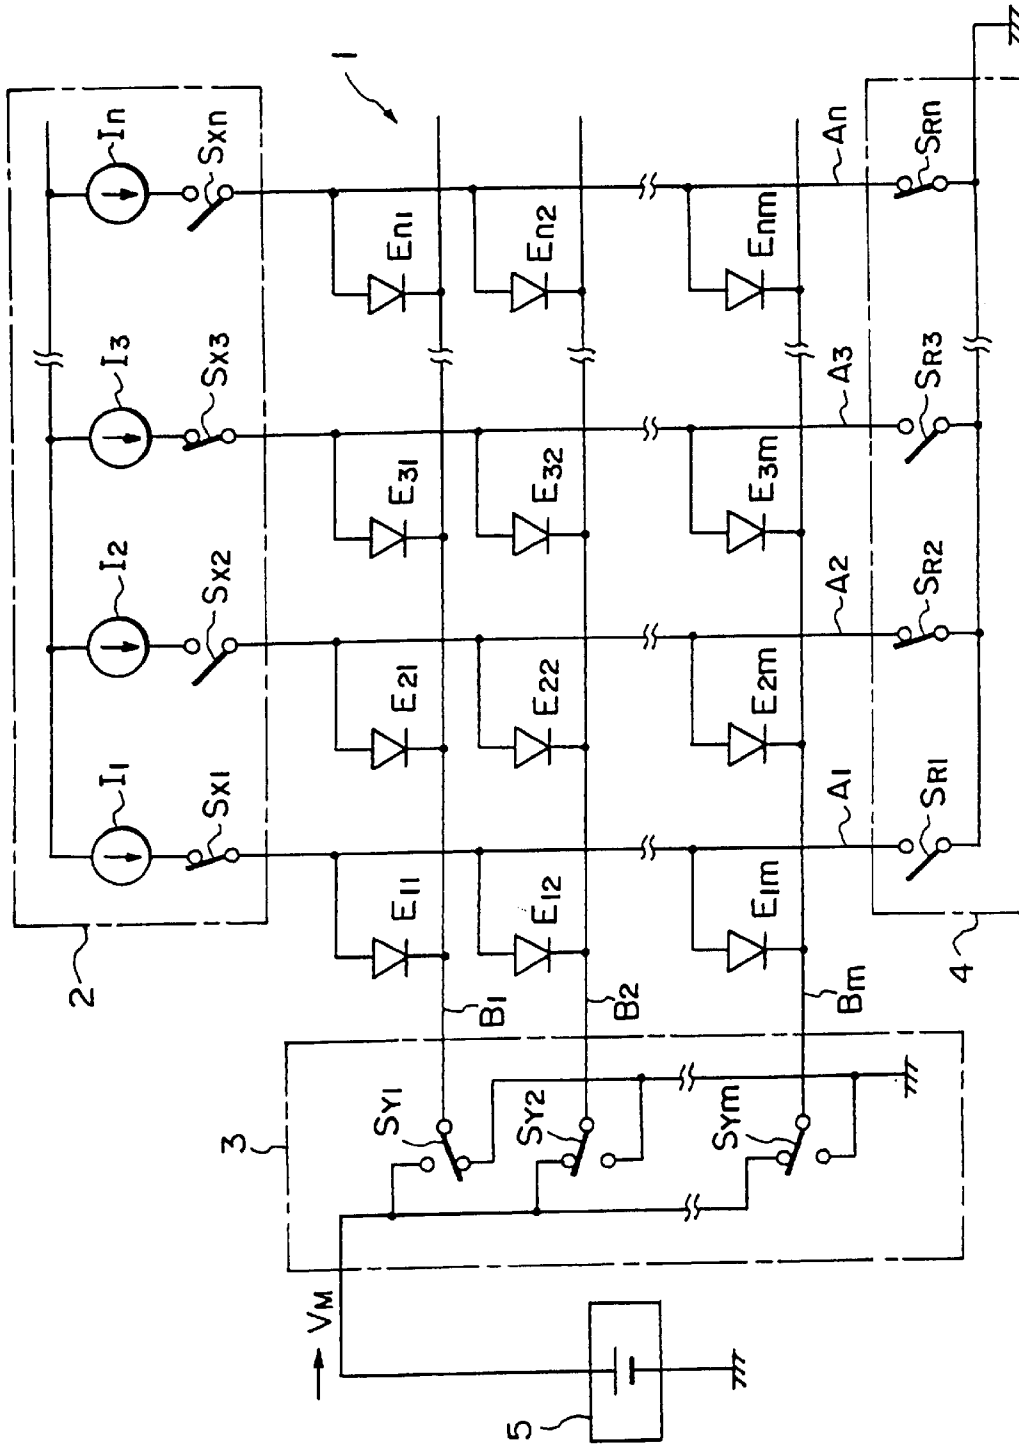 1
2
I1
I2
I3
In
SX1
SX2
SX3
SXn
E11
E21
E31
En1
E12
E22
E32
En2
E1m
E2m
E3m
Enm
B1
B2
Bm
A1
A2
A3
An
3
SY1
SY2
SYm
4
SR1
SR2
SR3
SRn
VM
5